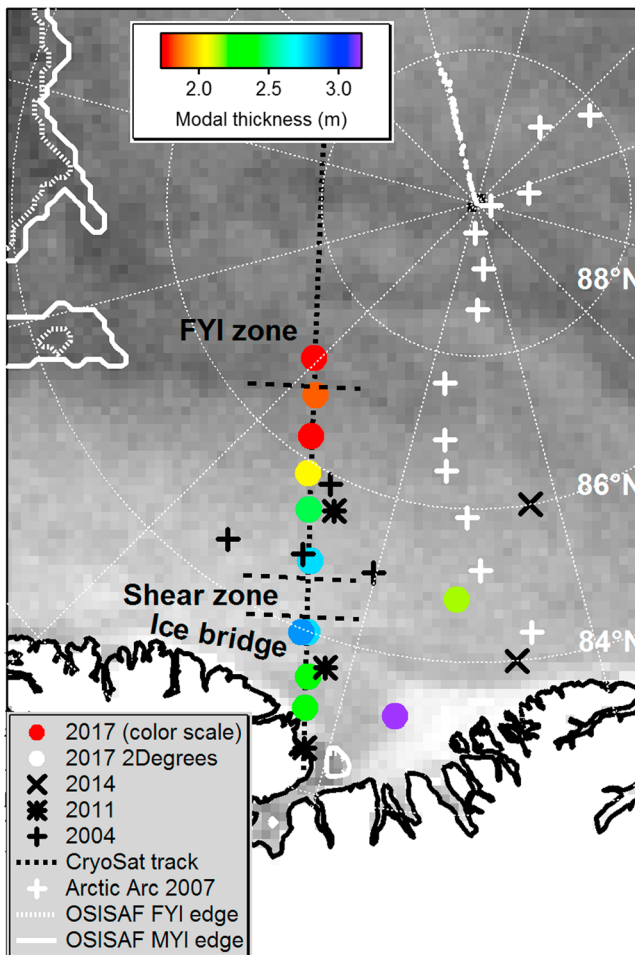 2.0 2.5 3.0
Modal thickness (m)
88°N
FYI zone
86°N
Shear zone
Ice bridge
84°N
2017 (color scale)
2017 2Degrees
2014
2011
2004
CryoSat track
Arctic Arc 2007
OSISAF FYI edge
OSISAF MYI edge